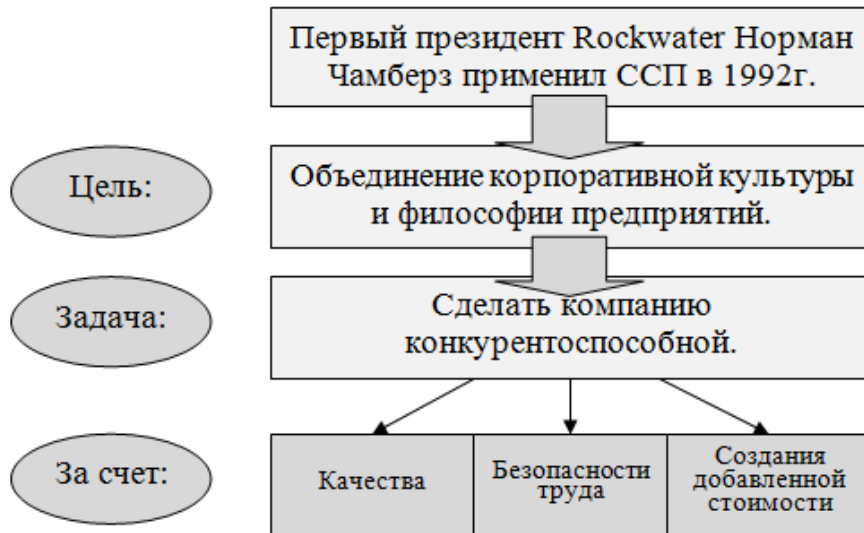 Первый президент Rockwater Норман
Чамберз применил ССП в 1992г.
Цель:
Объединение корпоративной культуры
и философии предприятий.
Задача:
Сделать компанию
конкурентоспособной.
За счет:
Качества
Безопасности
труда
Создания
добавленной
стоимости